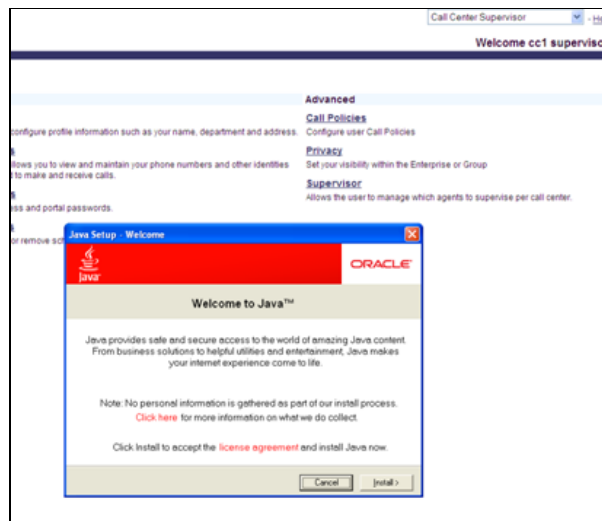 Call Center Supervisor - He
Welcome cc1 superviso
Advanced
Call Policies
configure profile information such as your name, department and address. Configure user Call Policies
s Privacy
llows you to view and maintain your phone numbers and other identities Set your visibility within the Enterprise or Group
t to make and receive calls.
s Supervisor
ess and portal passwords. Allows the user to manage which agents to supervise per call center.
s
or remove sch
Java Setup - Welcome
Java ORACLE
Welcome to Java™
Java provides safe and secure access to the world of amazing Java content.
From business solutions to helpful utilities and entertainment, Java makes
your internet experience come to life.
Note: No personal information is gathered as part of our install process.
Click here for more information on what we do collect.
Click Install to accept the license agreement and install Java now.
Cancel Install >